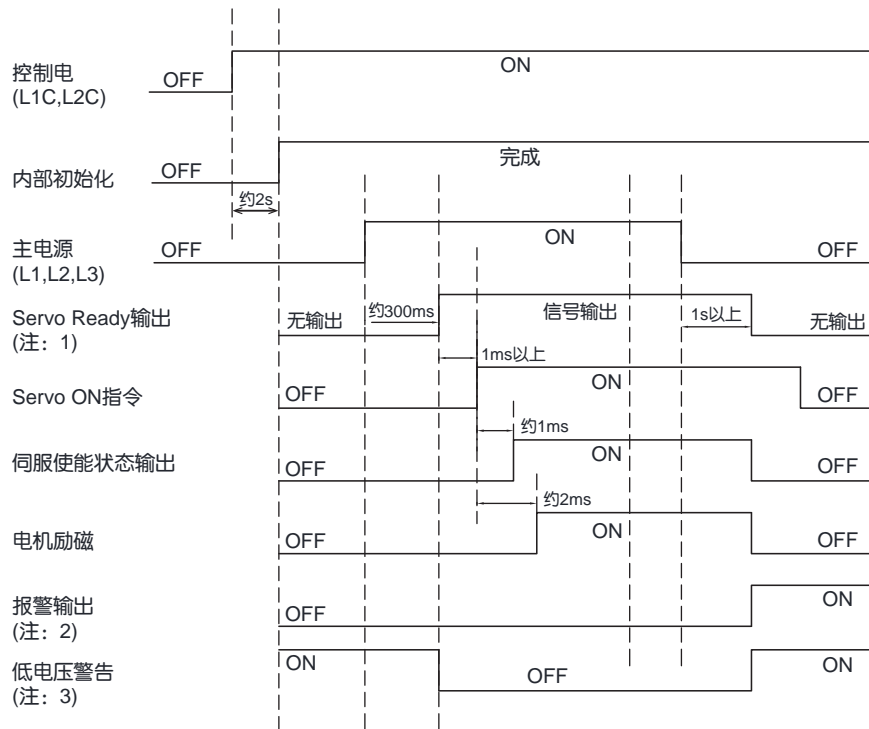 控制电
(L1C,L2C)
OFF
ON
内部初始化
OFF
完成
约2s
主电源
(L1,L2,L3)
OFF
ON
OFF
Servo Ready输出
(注：1)
无输出
约300ms
信号输出
1s以上
无输出
1ms以上
Servo ON指令
OFF
ON
OFF
约1ms
伺服使能状态输出
OFF
ON
OFF
约2ms
电机励磁
OFF
ON
OFF
报警输出
(注：2)
OFF
ON
低电压警告
(注：3)
ON
OFF
ON